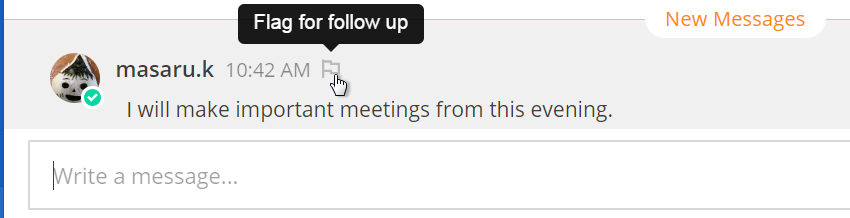 Flag for follow up
New Messages
masaru.k 10:42 AM
I will make important meetings from this evening.
Write a message...